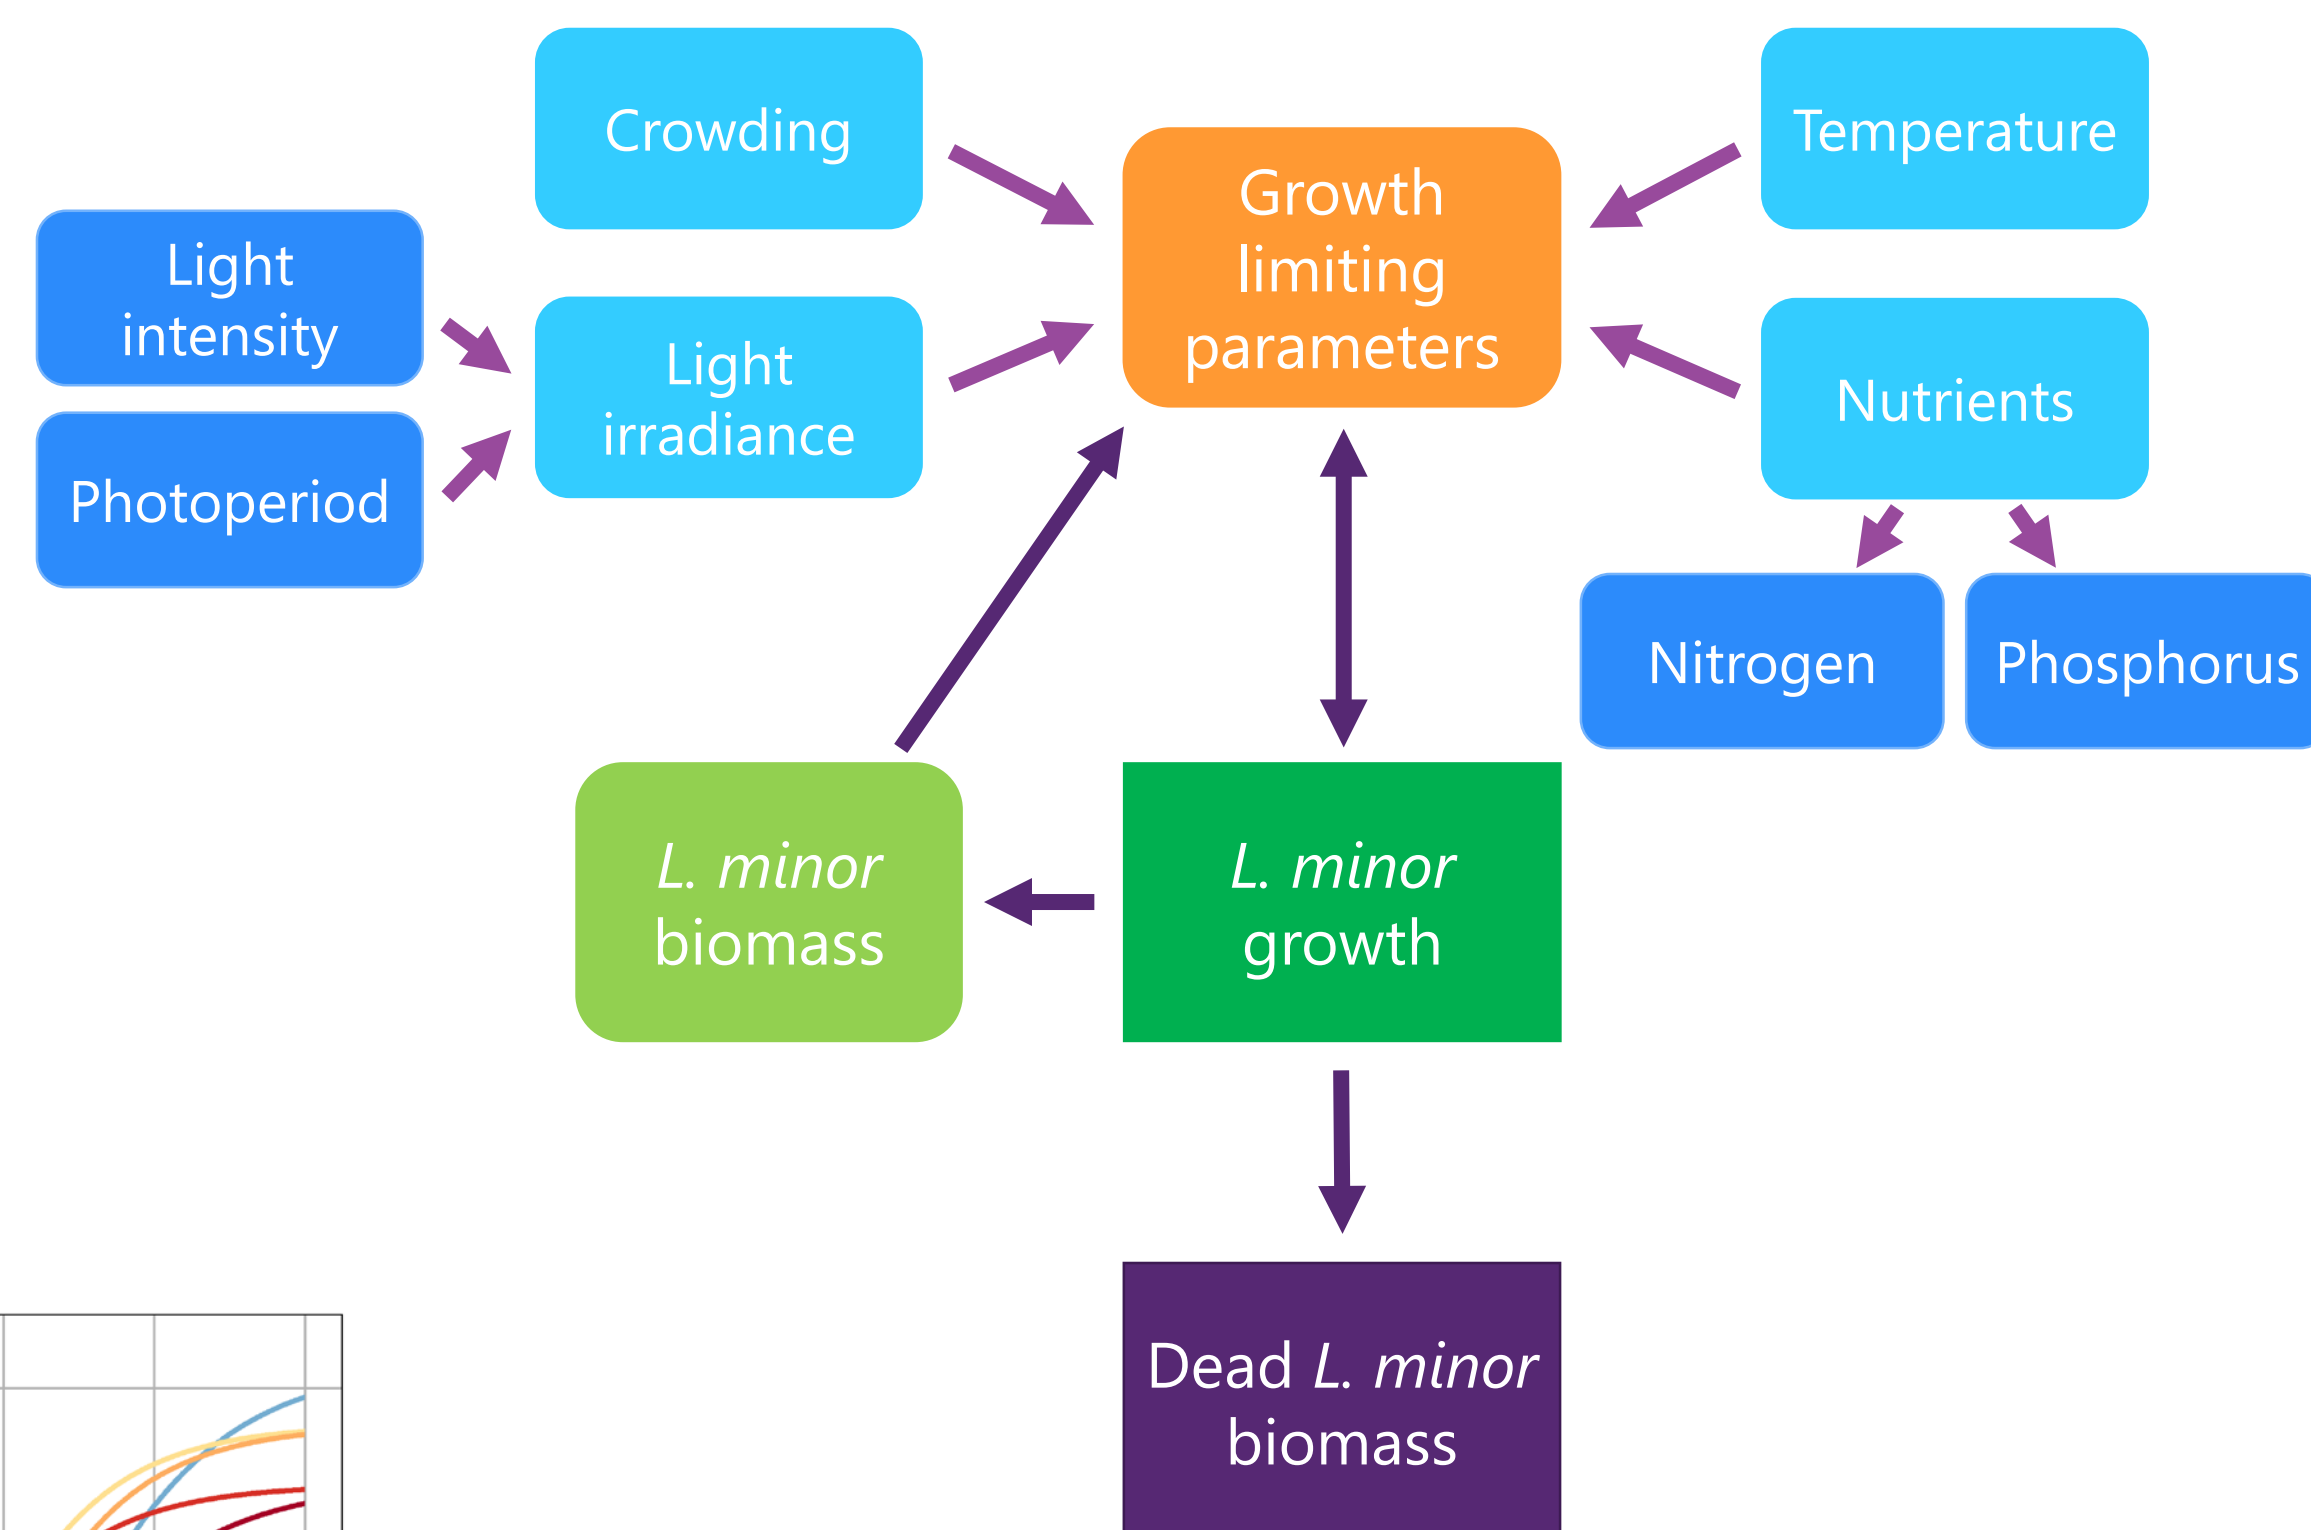 Crowding
Temperature
Growth
limiting
parameters
Light
intensity
Light
irradiance
Nutrients
Photoperiod
Nitrogen
Phosphorus
L. minor
biomass
L. minor
growth
Dead L. minor
biomass